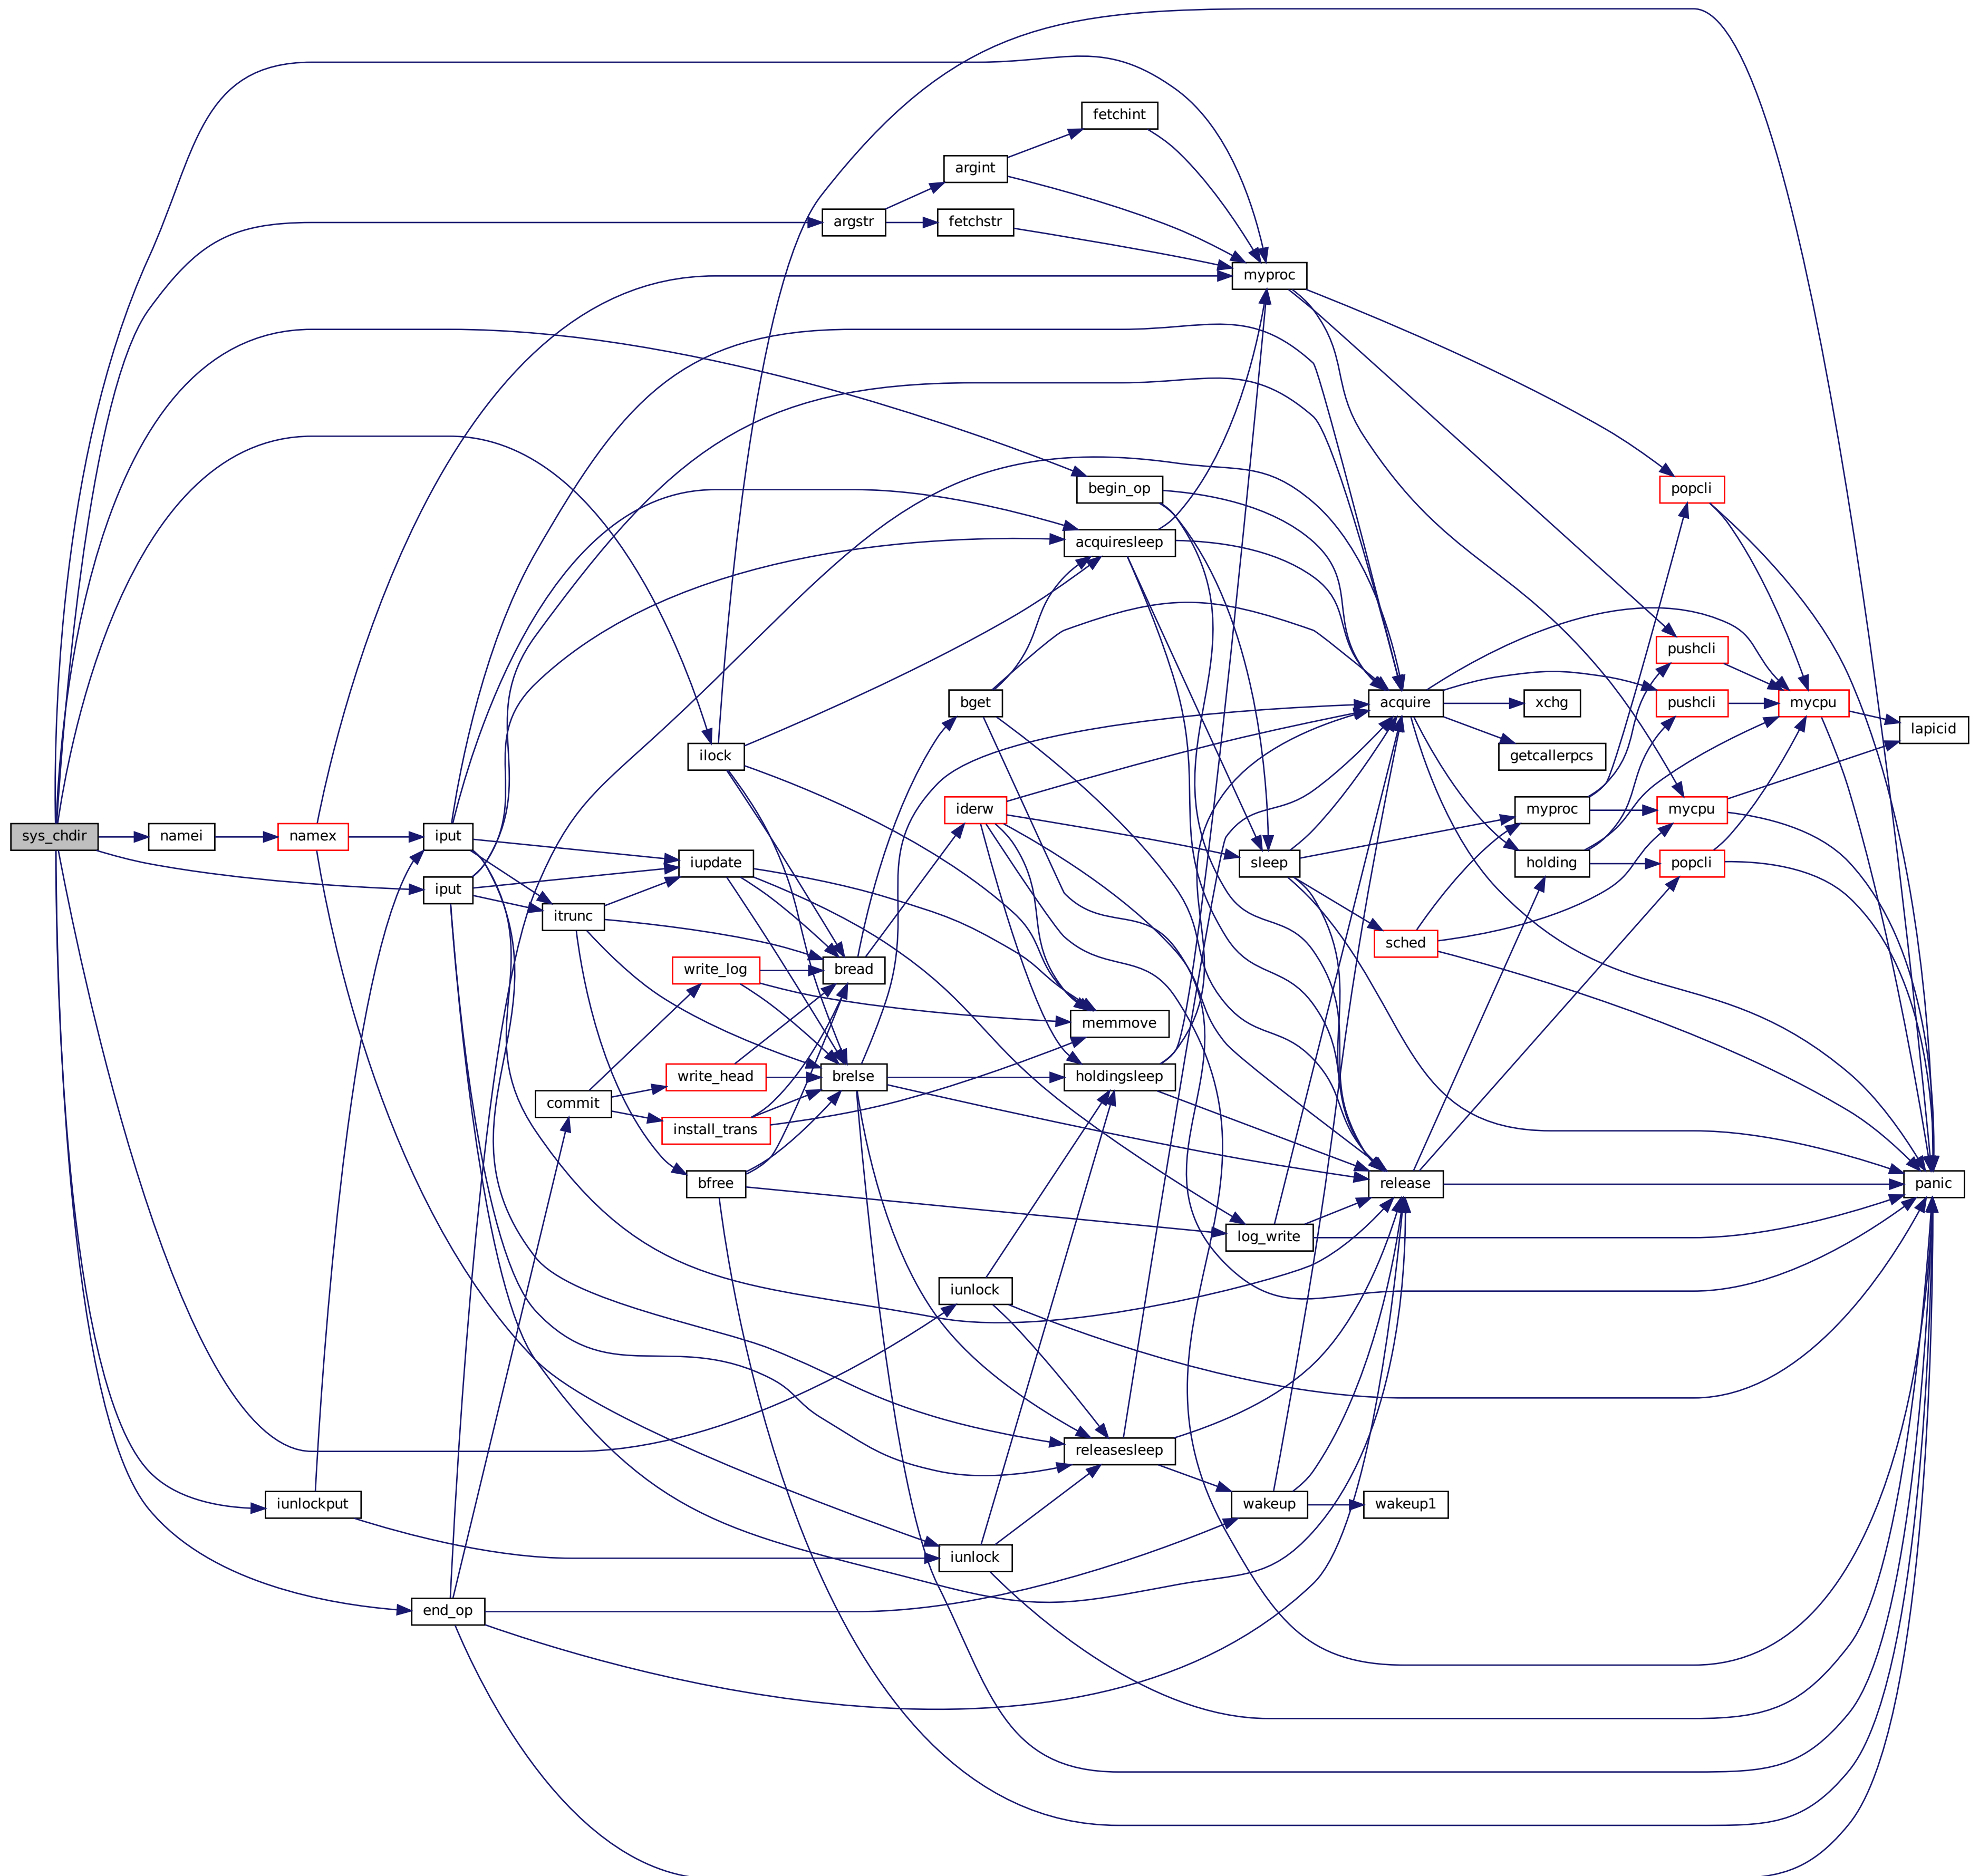 fetchint
argint
argstr
fetchstr
myproc
begin_op
popcli
acquiresleep
pushcli
bget
acquire
xchg
pushcli
mycpu
lapicid
ilock
getcallerpcs
iderw
myproc
mycpu
sys_chdir
namei
namex
iput
iupdate
sleep
holding
popcli
iput
itrunc
sched
write_log
bread
memmove
write_head
brelse
holdingsleep
commit
install_trans
bfree
release
panic
log_write
iunlock
releasesleep
iunlockput
wakeup
wakeup1
iunlock
end_op